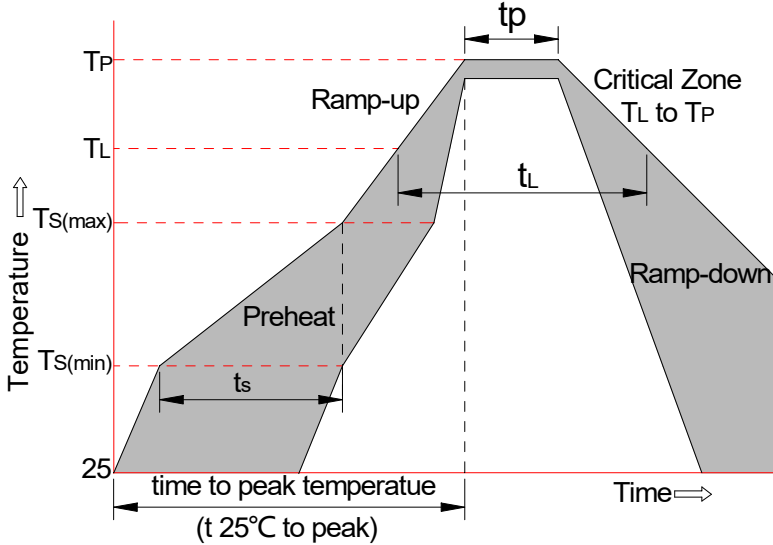 tp
TP
Ramp-up
Critical Zone
TL to TP
TL
tL
TS(max)
Temperature
Ramp-down
Preheat
TS(min)
ts
25
time to peak temperatue
Time
(t 25℃ to peak)